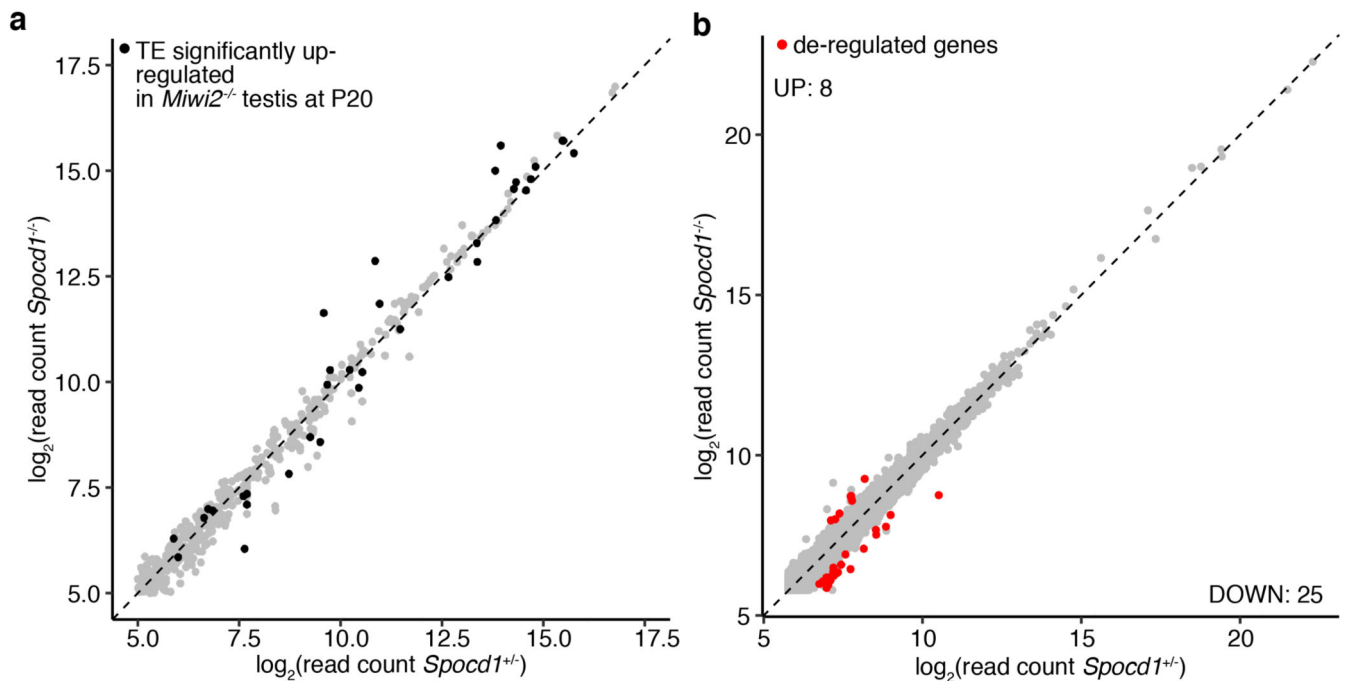 a
TE significantly up-
regulated
in Miwi2-/- testis at P20
17.5
15.0
12.5
10.0
7.5
5.0
log2(read count Spocd1-/-)
5.0 7.5 10.0 12.5 15.0 17.5
log2(read count Spocd1+/-)
b
de-regulated genes
UP: 8
20
15
10
5
log2(read count Spocd1-/-)
DOWN: 25
5 10 15 20
log2(read count Spocd1+/-)